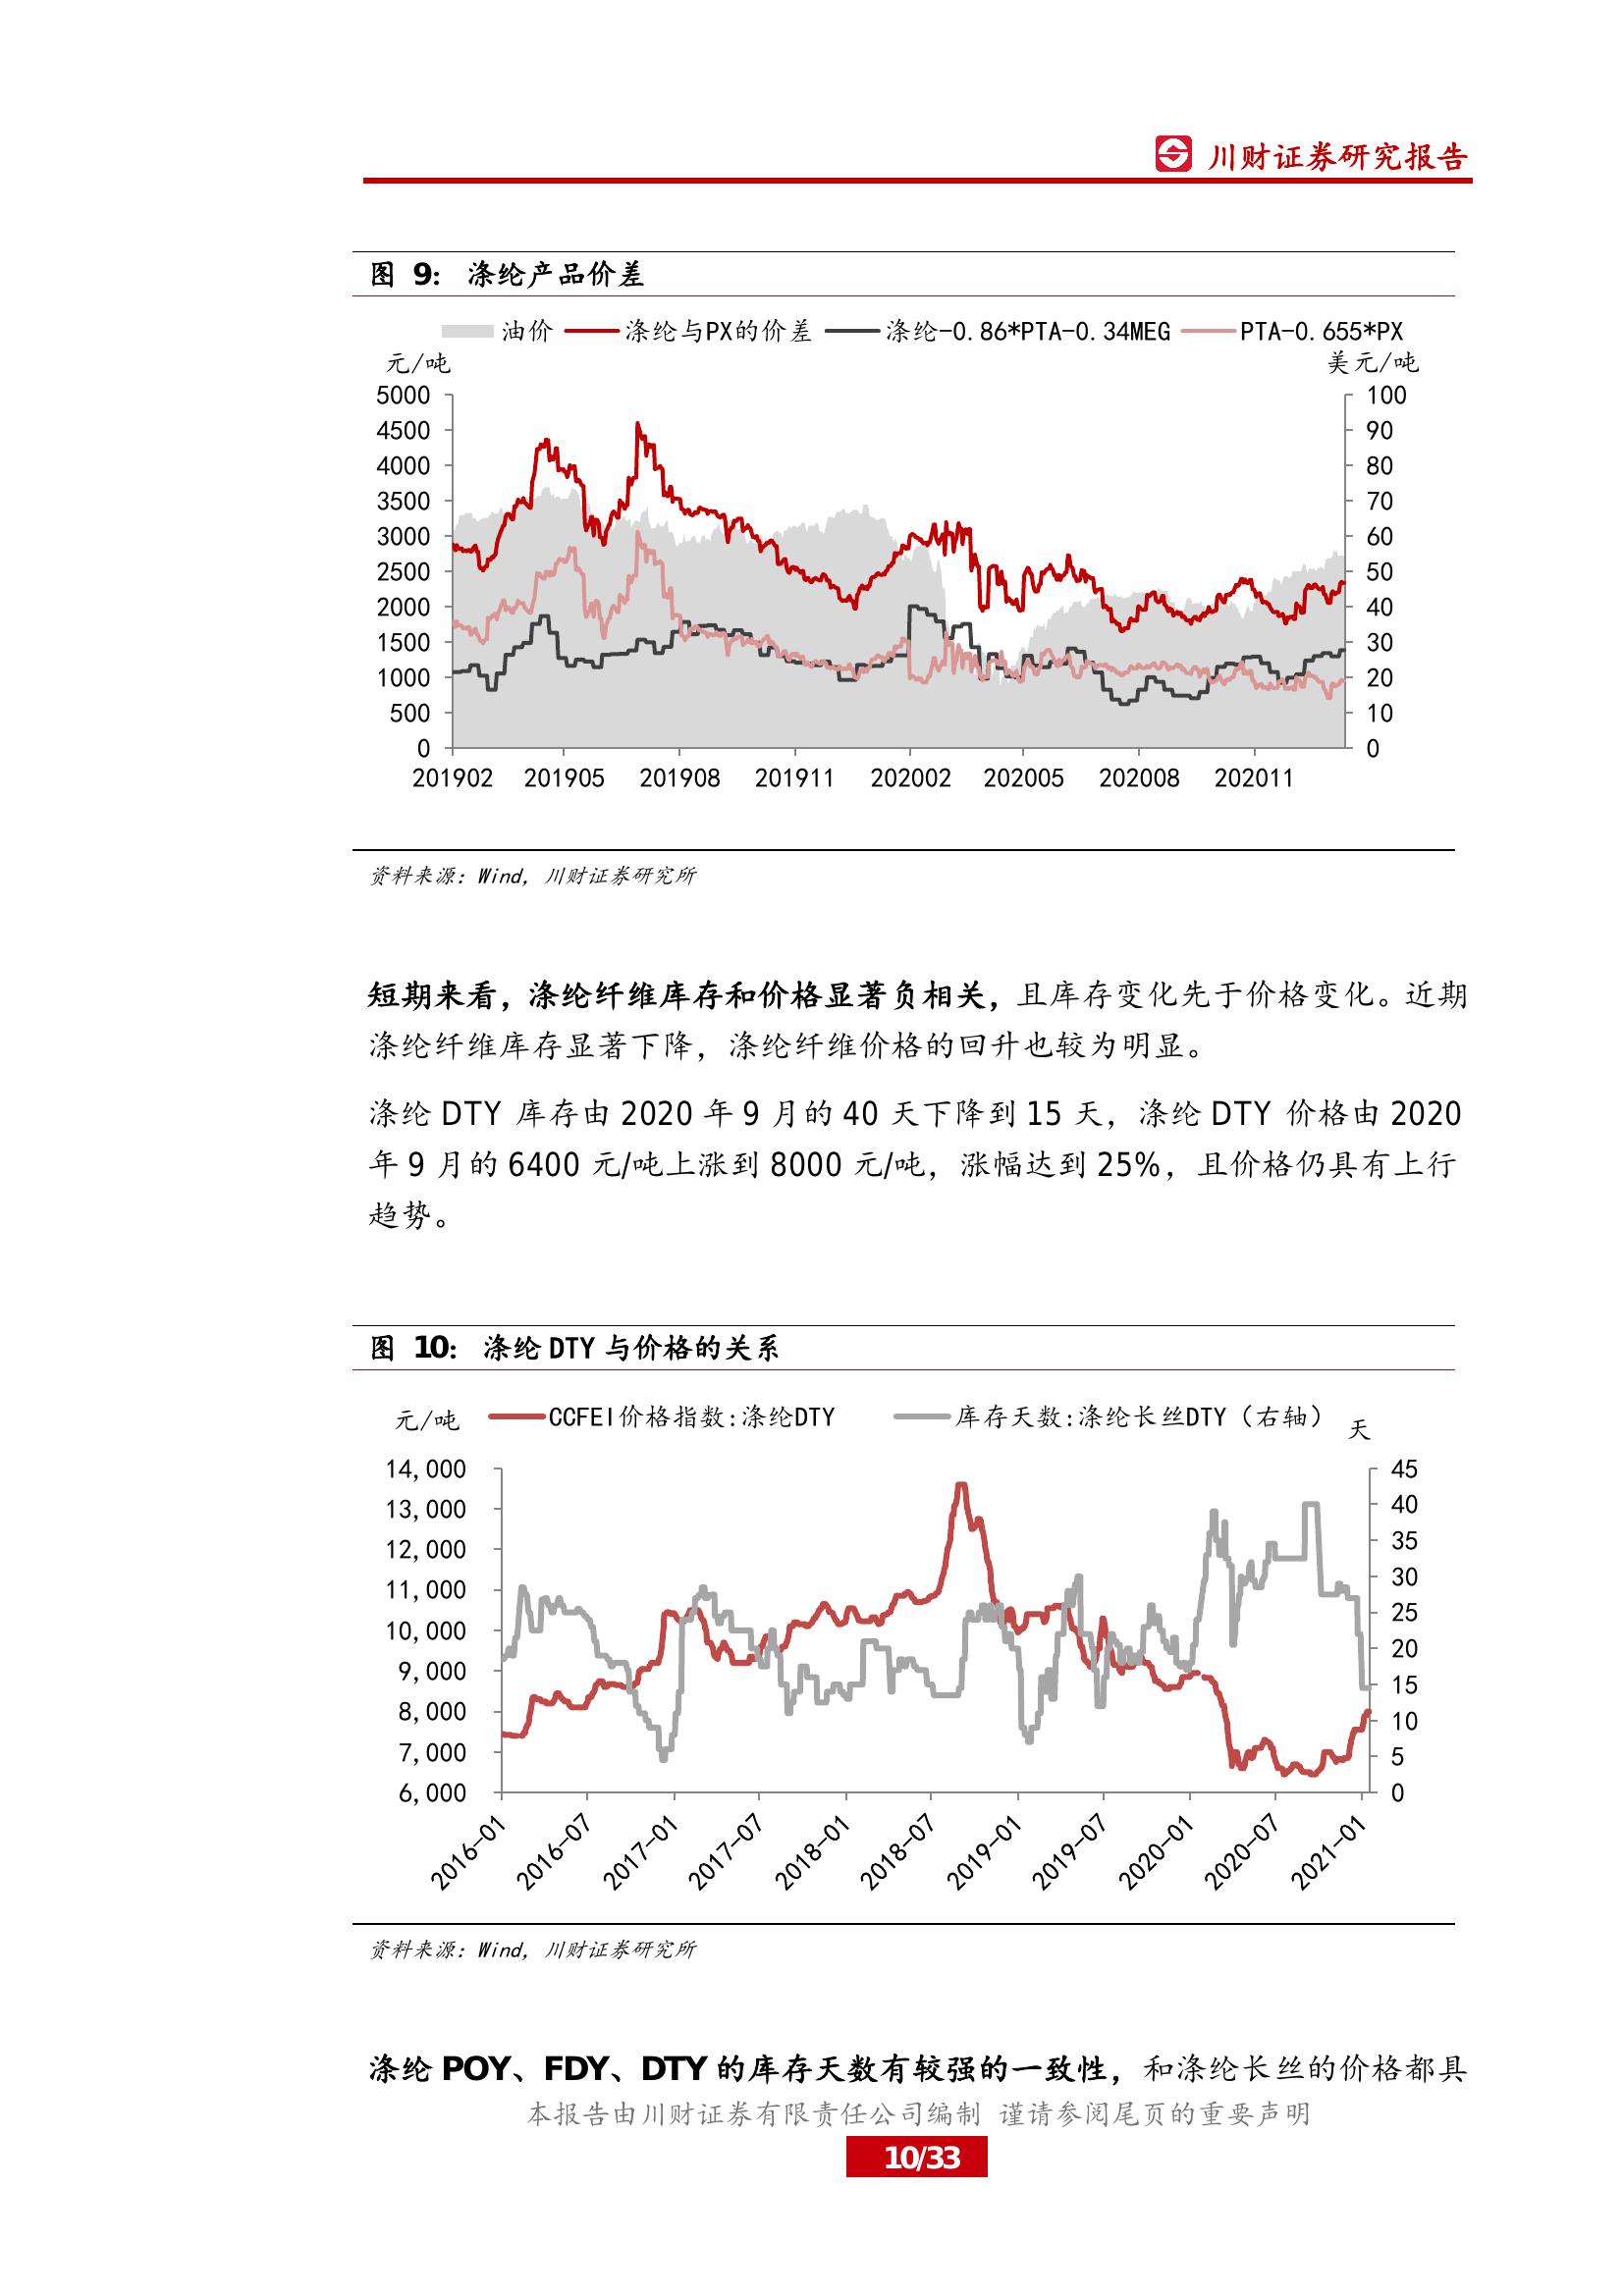 川财证券研究报告
图 9: 涤纶产品价差
油价 涤纶与PX的价差 涤纶-0.86*PTA-0.34MEG PTA-0.655*PX
元/吨 美元/吨
5000 100
4500 90
4000 80
3500 70
3000 60
2500 50
2000 40
1500 30
1000 20
500 10
0 0
201902 201905 201908 201911 202002 202005 202008 202011
资料来源: Wind, 川财证券研究所
短期来看，涤纶纤维库存和价格显著负相关，且库存变化先于价格变化。近期
涤纶纤维库存显著下降，涤纶纤维价格的回升也较为明显。
涤纶 DTY 库存由 2020 年 9 月的 40 天下降到 15 天，涤纶 DTY 价格由 2020
年 9 月的 6400 元/吨上涨到 8000 元/吨，涨幅达到 25%，且价格仍具有上行
趋势。
图 10: 涤纶 DTY 与价格的关系
元/吨 CCFEI价格指数:涤纶DTY 库存天数:涤纶长丝DTY（右轴） 天
14,000 45
13,000 40
12,000 35
11,000 30
10,000 25
9,000 20
8,000 15
7,000 10
6,000 5
0
2016-01 2016-07 2017-01 2017-07 2018-01 2018-07 2019-01 2019-07 2020-01 2020-07 2021-01
资料来源: Wind, 川财证券研究所
涤纶 POY、FDY、DTY 的库存天数有较强的一致性，和涤纶长丝的价格都具
本报告由川财证券有限责任公司编制 谨请参阅尾页的重要声明
10/33